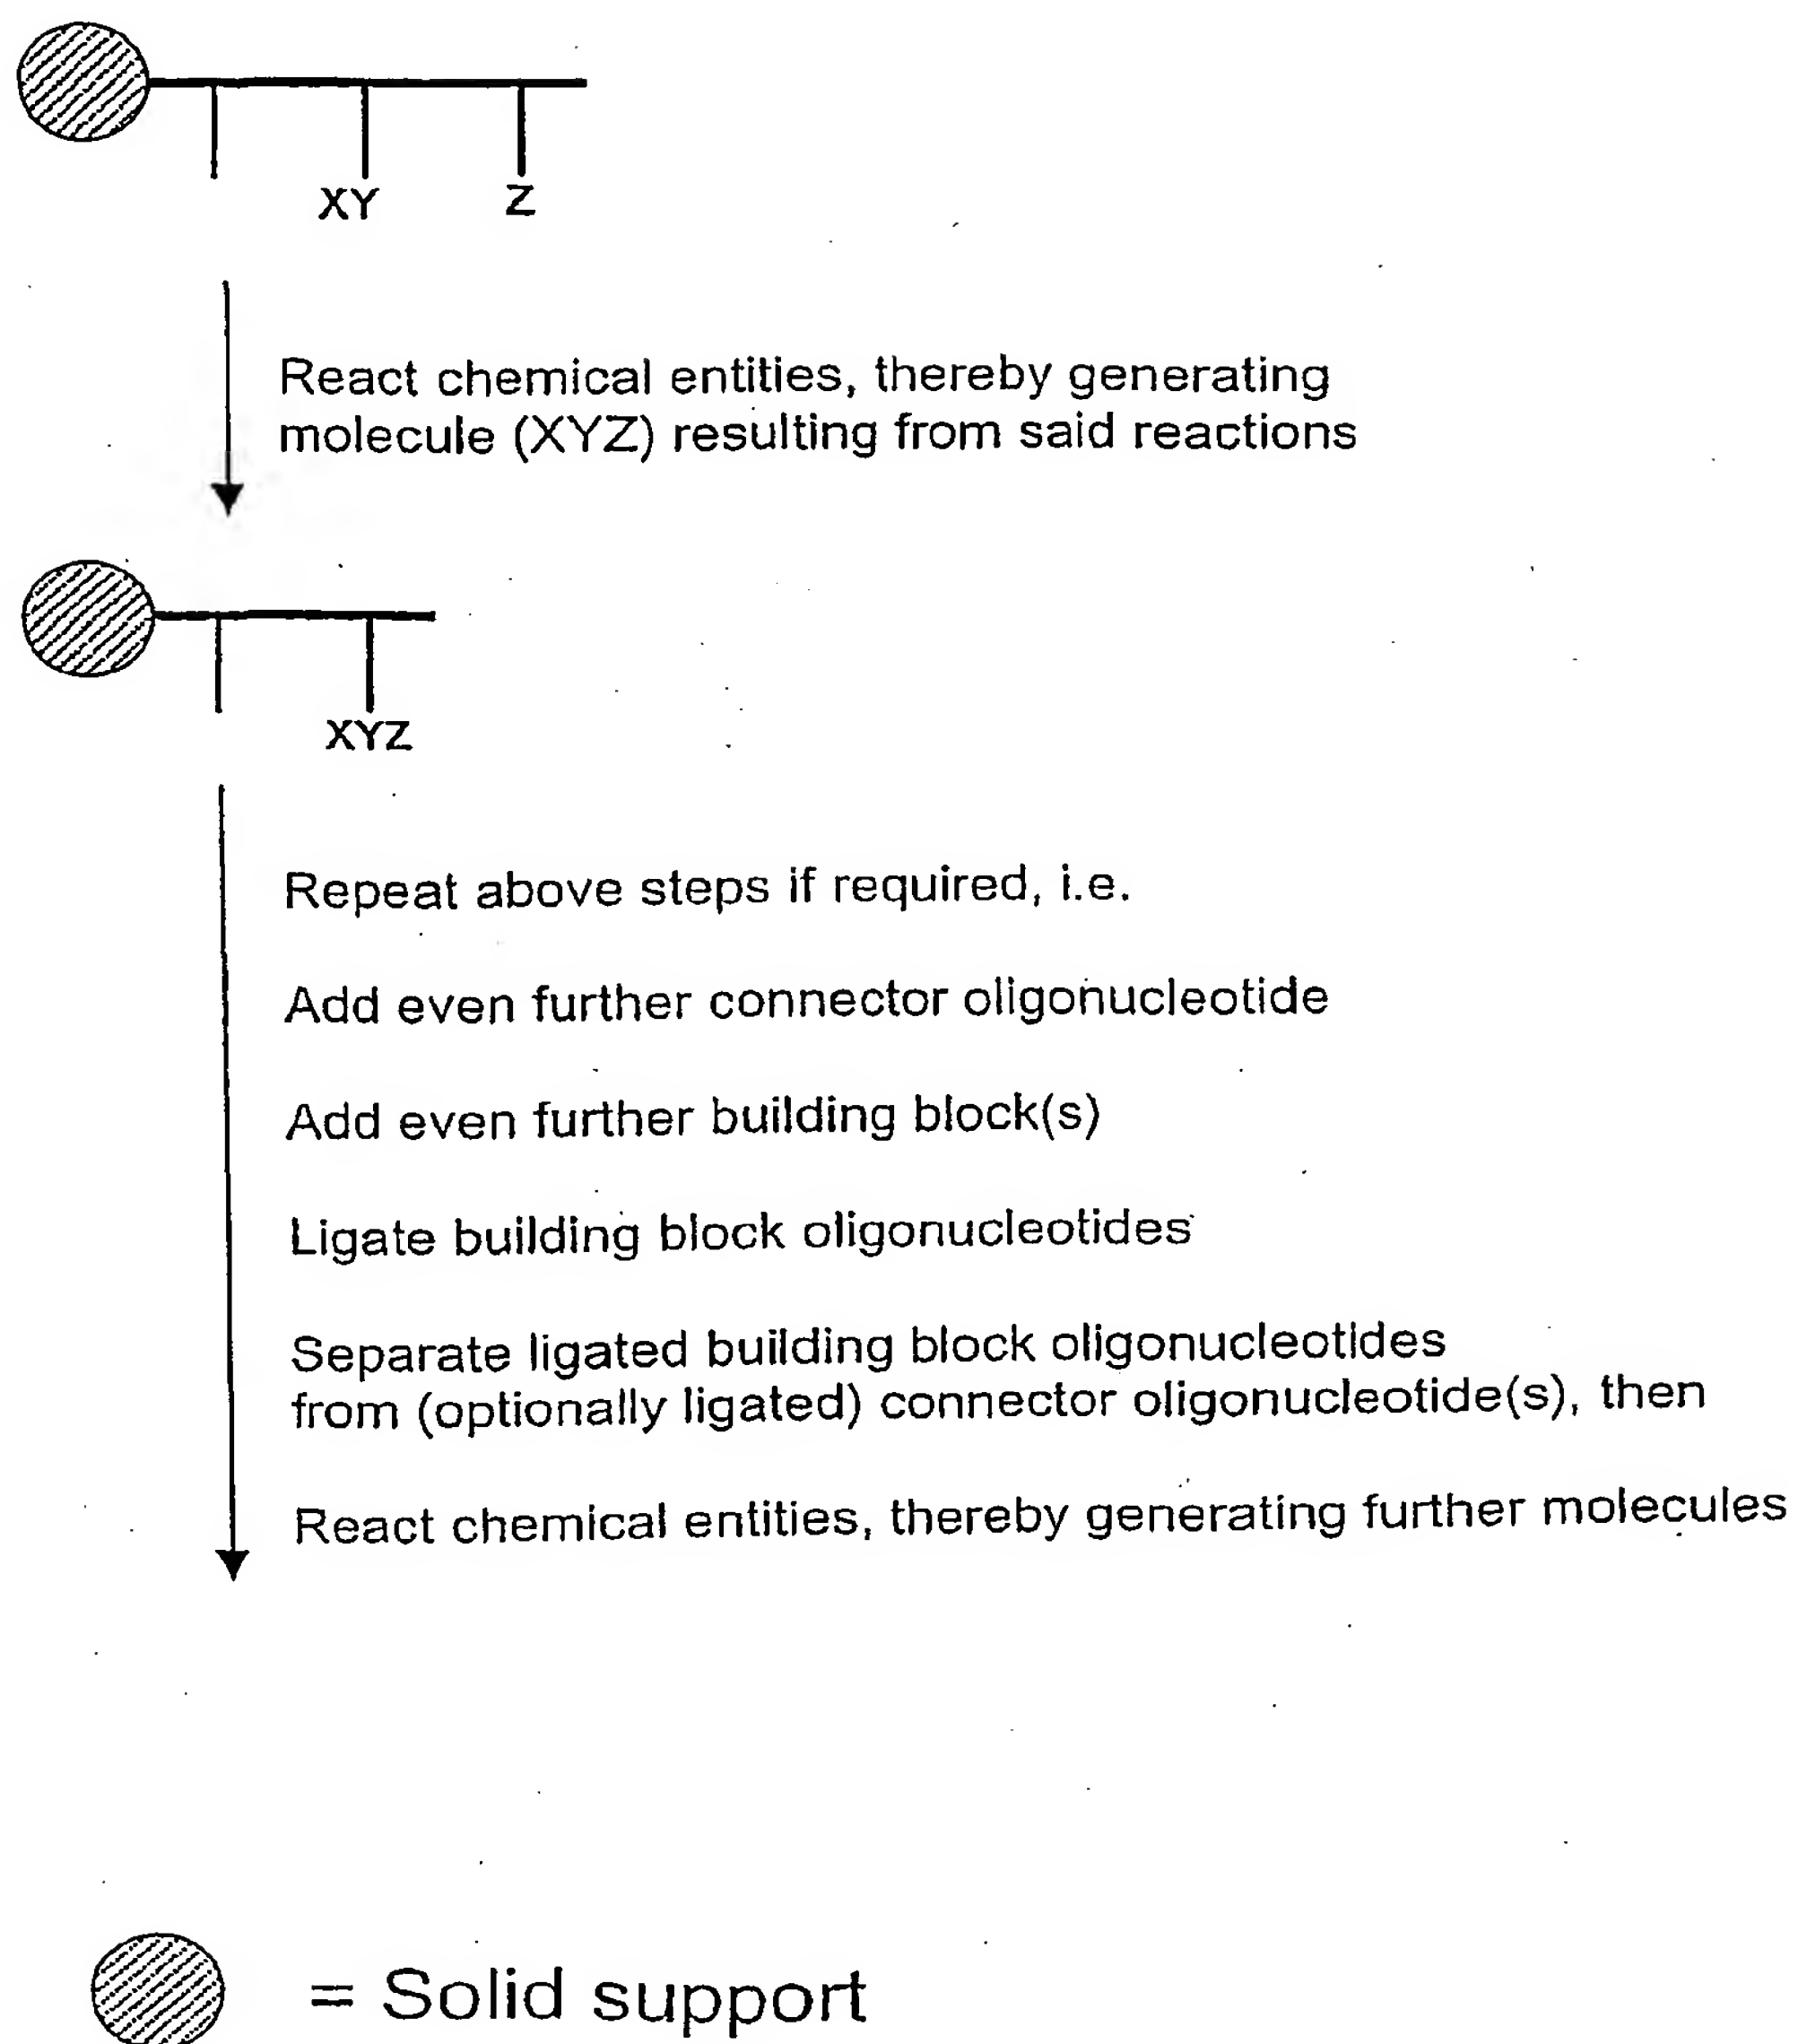 XY Z
React chemical entities, thereby generating
molecule (XYZ) resulting from said reactions
XYZ
Repeat above steps if required, i.e.
Add even further connector oligonucleotide
Add even further building block(s)
Ligate building block oligonucleotides
Separate ligated building block oligonucleotides
from (optionally ligated) connector oligonucleotide(s), then
React chemical entities, thereby generating further molecules
= Solid support